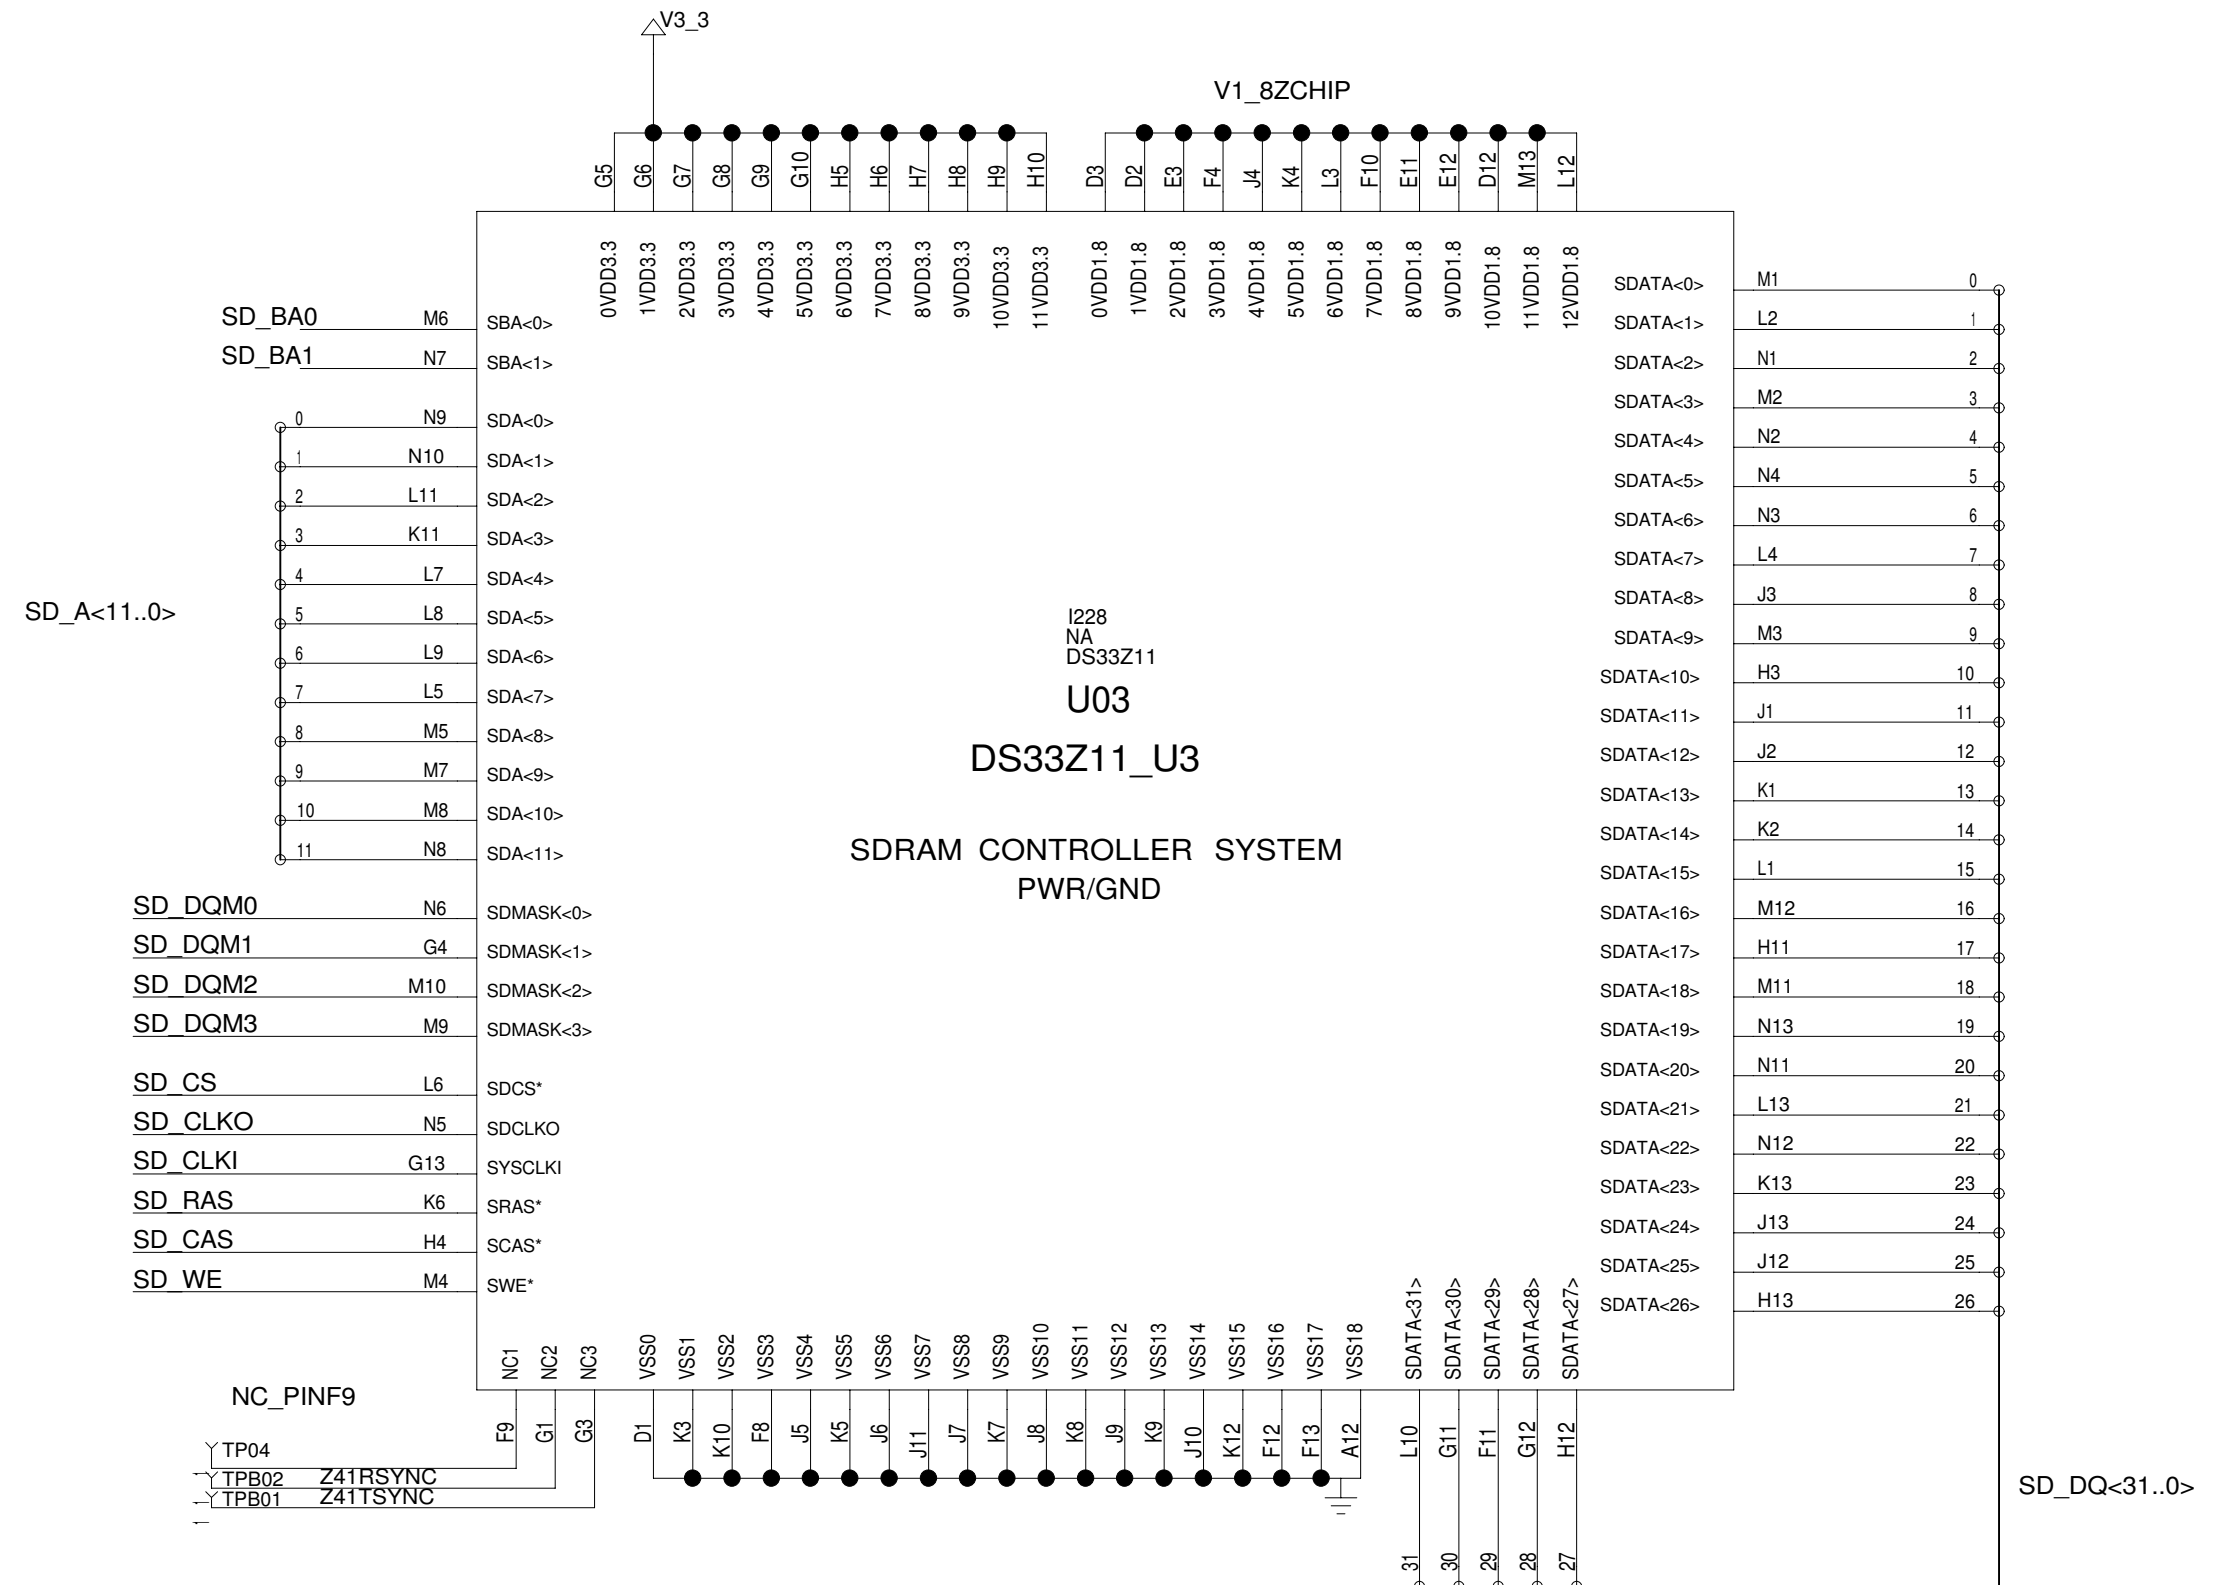 V3_3
V1_8ZCHIP
G5 G6 G7 G8 G9 G10 H5 H6 H7 H8 H9 H10 D3 D2 E3 F4 J4 K4 L3 F10 E11 E12 D12 M13 L12
0VDD3.3 1VDD3.3 2VDD3.3 3VDD3.3 4VDD3.3 5VDD3.3 6VDD3.3 7VDD3.3 8VDD3.3 9VDD3.3 10VDD3.3 11VDD3.3 0VDD1.8 1VDD1.8 2VDD1.8 3VDD1.8 4VDD1.8 5VDD1.8 6VDD1.8 7VDD1.8 8VDD1.8 9VDD1.8 10VDD1.8 11VDD1.8 12VDD1.8
SD_BA0 M6 SBA<0>
SD_BA1 N7 SBA<1>
0 N9 SDA<0>
1 N10 SDA<1>
2 L11 SDA<2>
3 K11 SDA<3>
4 L7 SDA<4>
SD_A<11..0>
5 L8 SDA<5>
6 L9 SDA<6>
7 L5 SDA<7>
8 M5 SDA<8>
9 M7 SDA<9>
10 M8 SDA<10>
11 N8 SDA<11>
SD_DQM0 N6 SDMASK<0>
SD_DQM1 G4 SDMASK<1>
SD_DQM2 M10 SDMASK<2>
SD_DQM3 M9 SDMASK<3>
SD_CS L6 SDCS*
SD_CLKO N5 SDCLKO
SD_CLKI G13 SYSCLKI
SD_RAS K6 SRAS*
SD_CAS H4 SCAS*
SD_WE M4 SWE*
I228
NA
DS33Z11
U03
DS33Z11_U3
SDRAM CONTROLLER SYSTEM
PWR/GND
SDATA<0> M1 0
SDATA<1> L2 1
SDATA<2> N1 2
SDATA<3> M2 3
SDATA<4> N2 4
SDATA<5> N4 5
SDATA<6> N3 6
SDATA<7> L4 7
SDATA<8> J3 8
SDATA<9> M3 9
SDATA<10> H3 10
SDATA<11> J1 11
SDATA<12> J2 12
SDATA<13> K1 13
SDATA<14> K2 14
SDATA<15> L1 15
SDATA<16> M12 16
SDATA<17> H11 17
SDATA<18> M11 18
SDATA<19> N13 19
SDATA<20> N11 20
SDATA<21> L13 21
SDATA<22> N12 22
SDATA<23> K13 23
SDATA<24> J13 24
SDATA<25> J12 25
SDATA<26> H13 26
NC1 NC2 NC3 VSS0 VSS1 VSS2 VSS3 VSS4 VSS5 VSS6 VSS7 VSS8 VSS9 VSS10 VSS11 VSS12 VSS13 VSS14 VSS15 VSS16 VSS17 VSS18 SDATA<31> SDATA<30> SDATA<29> SDATA<28> SDATA<27>
F9 G1 G3 D1 K3 K10 F8 J5 K5 J6 J11 J7 K7 J8 K8 J9 K9 J10 K12 F12 F13 A12 L10 G11 F11 G12 H12
NC_PINF9
TP04
TPB02 Z41RSYNC
TPB01 Z41TSYNC
SD_DQ<31..0>
31 30 29 28 27